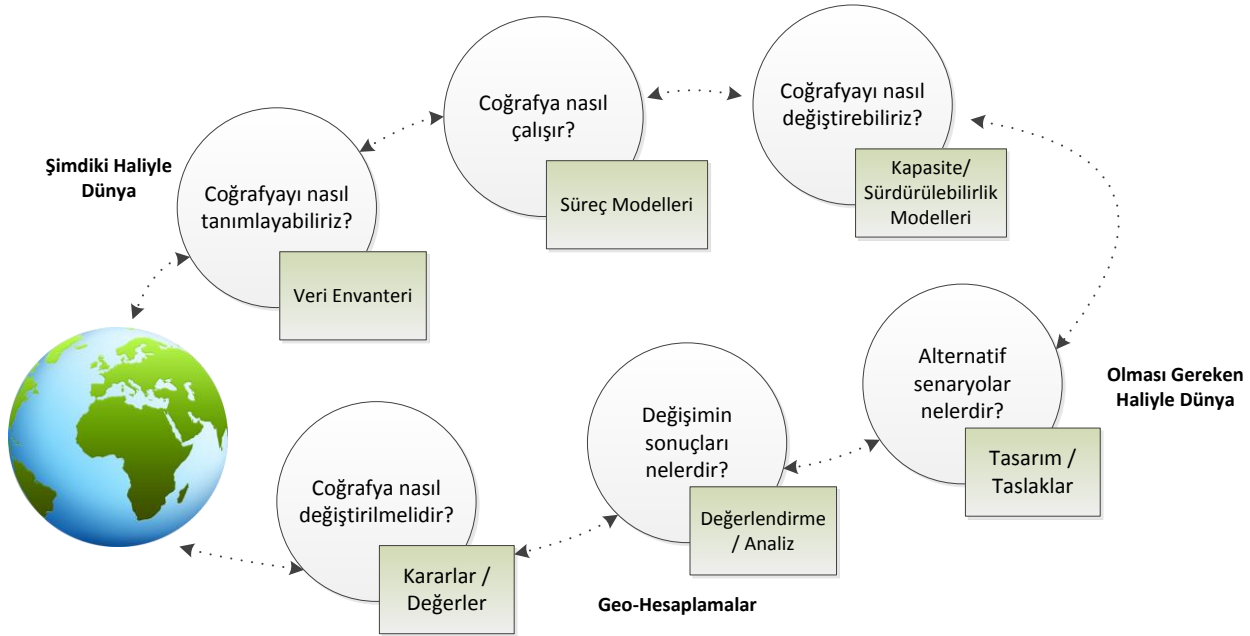 Şimdiki Haliyle
Dünya
Coğrafyayı nasıl
tanımlayabiliriz?
Veri Envanteri
Coğrafya nasıl
çalışır?
Süreç Modelleri
Coğrafyayı nasıl
değiştirebiliriz?
Kapasite/
Sürdürülebilirlik
Modelleri
Alternatif
senaryolar
nelerdir?
Tasarım /
Taslaklar
Olması Gereken
Haliyle Dünya
Değişimin
sonuçları
nelerdir?
Değerlendirme
/ Analiz
Geo-Hesaplamalar
Coğrafya nasıl
değiştirilmelidir?
Kararlar /
Değerler